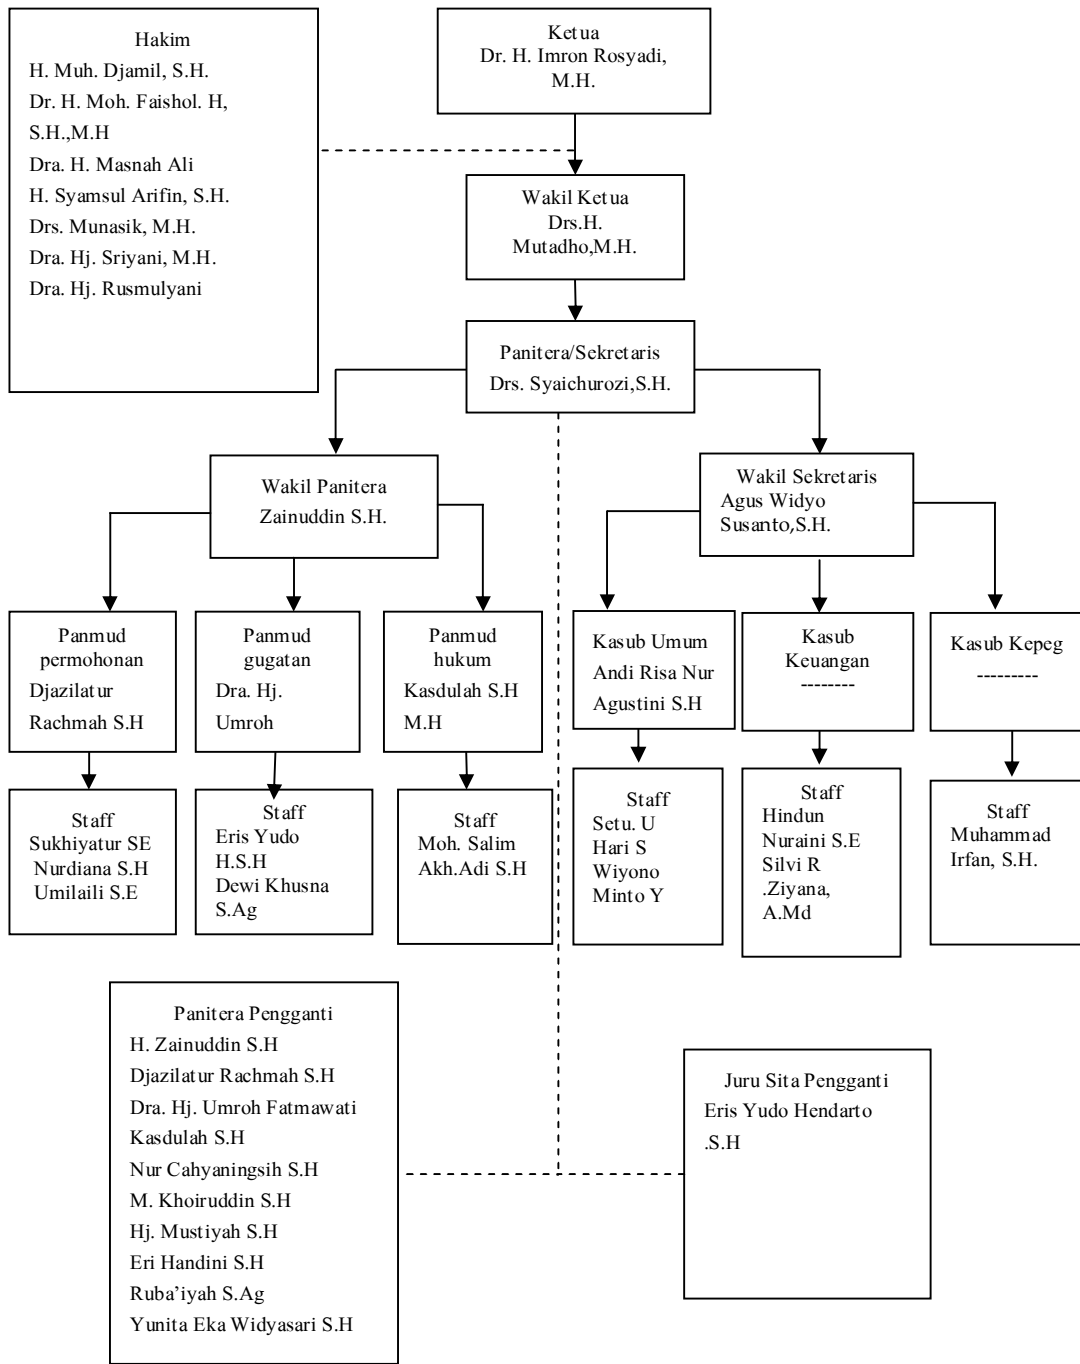 Hakim
H. Muh. Djamil, S.H.
Dr. H. Moh. Faishol. H,
S.H.,M.H
Dra. H. Masnah Ali
H. Syamsul Arifin, S.H.
Drs. Munasik, M.H.
Dra. Hj. Sriyani, M.H.
Dra. Hj. Rusmulyani
Ketua
Dr. H. Imron Rosyadi,
M.H.
Wakil Ketua
Drs.H.
Mutadho,M.H.
Panitera/Sekretaris
Drs. Syaichurozi,S.H.
Wakil Panitera
Zainuddin S.H.
Wakil Sekretaris
Agus Widyo
Susanto,S.H.
Panmud
permohonan
Djazilatur
Rachmah S.H
Panmud
gugatan
Dra. Hj.
Umroh
Panmud
hukum
Kasdulah S.H
M.H
Kasub Umum
Andi Risa Nur
Agustini S.H
Kasub
Keuangan
--------
Kasub Kepeg
---------
Staff
Sukhiyatur SE
Nurdiana S.H
Umilaili S.E
Staff
Eris Yudo
H.S.H
Dewi Khusna
S.Ag
Staff
Moh. Salim
Akh.Adi S.H
Staff
Setu. U
Hari S
Wiyono
Minto Y
Staff
Hindun
Nuraini S.E
Silvi R
.Ziyana,
A.Md
Staff
Muhammad
Irfan, S.H.
Panitera Pengganti
H. Zainuddin S.H
Djazilatur Rachmah S.H
Dra. Hj. Umroh Fatmawati
Kasdulah S.H
Nur Cahyaningsih S.H
M. Khoiruddin S.H
Hj. Mustiyah S.H
Eri Handini S.H
Ruba’iyah S.Ag
Yunita Eka Widyasari S.H
Juru Sita Pengganti
Eris Yudo Hendarto
.S.H